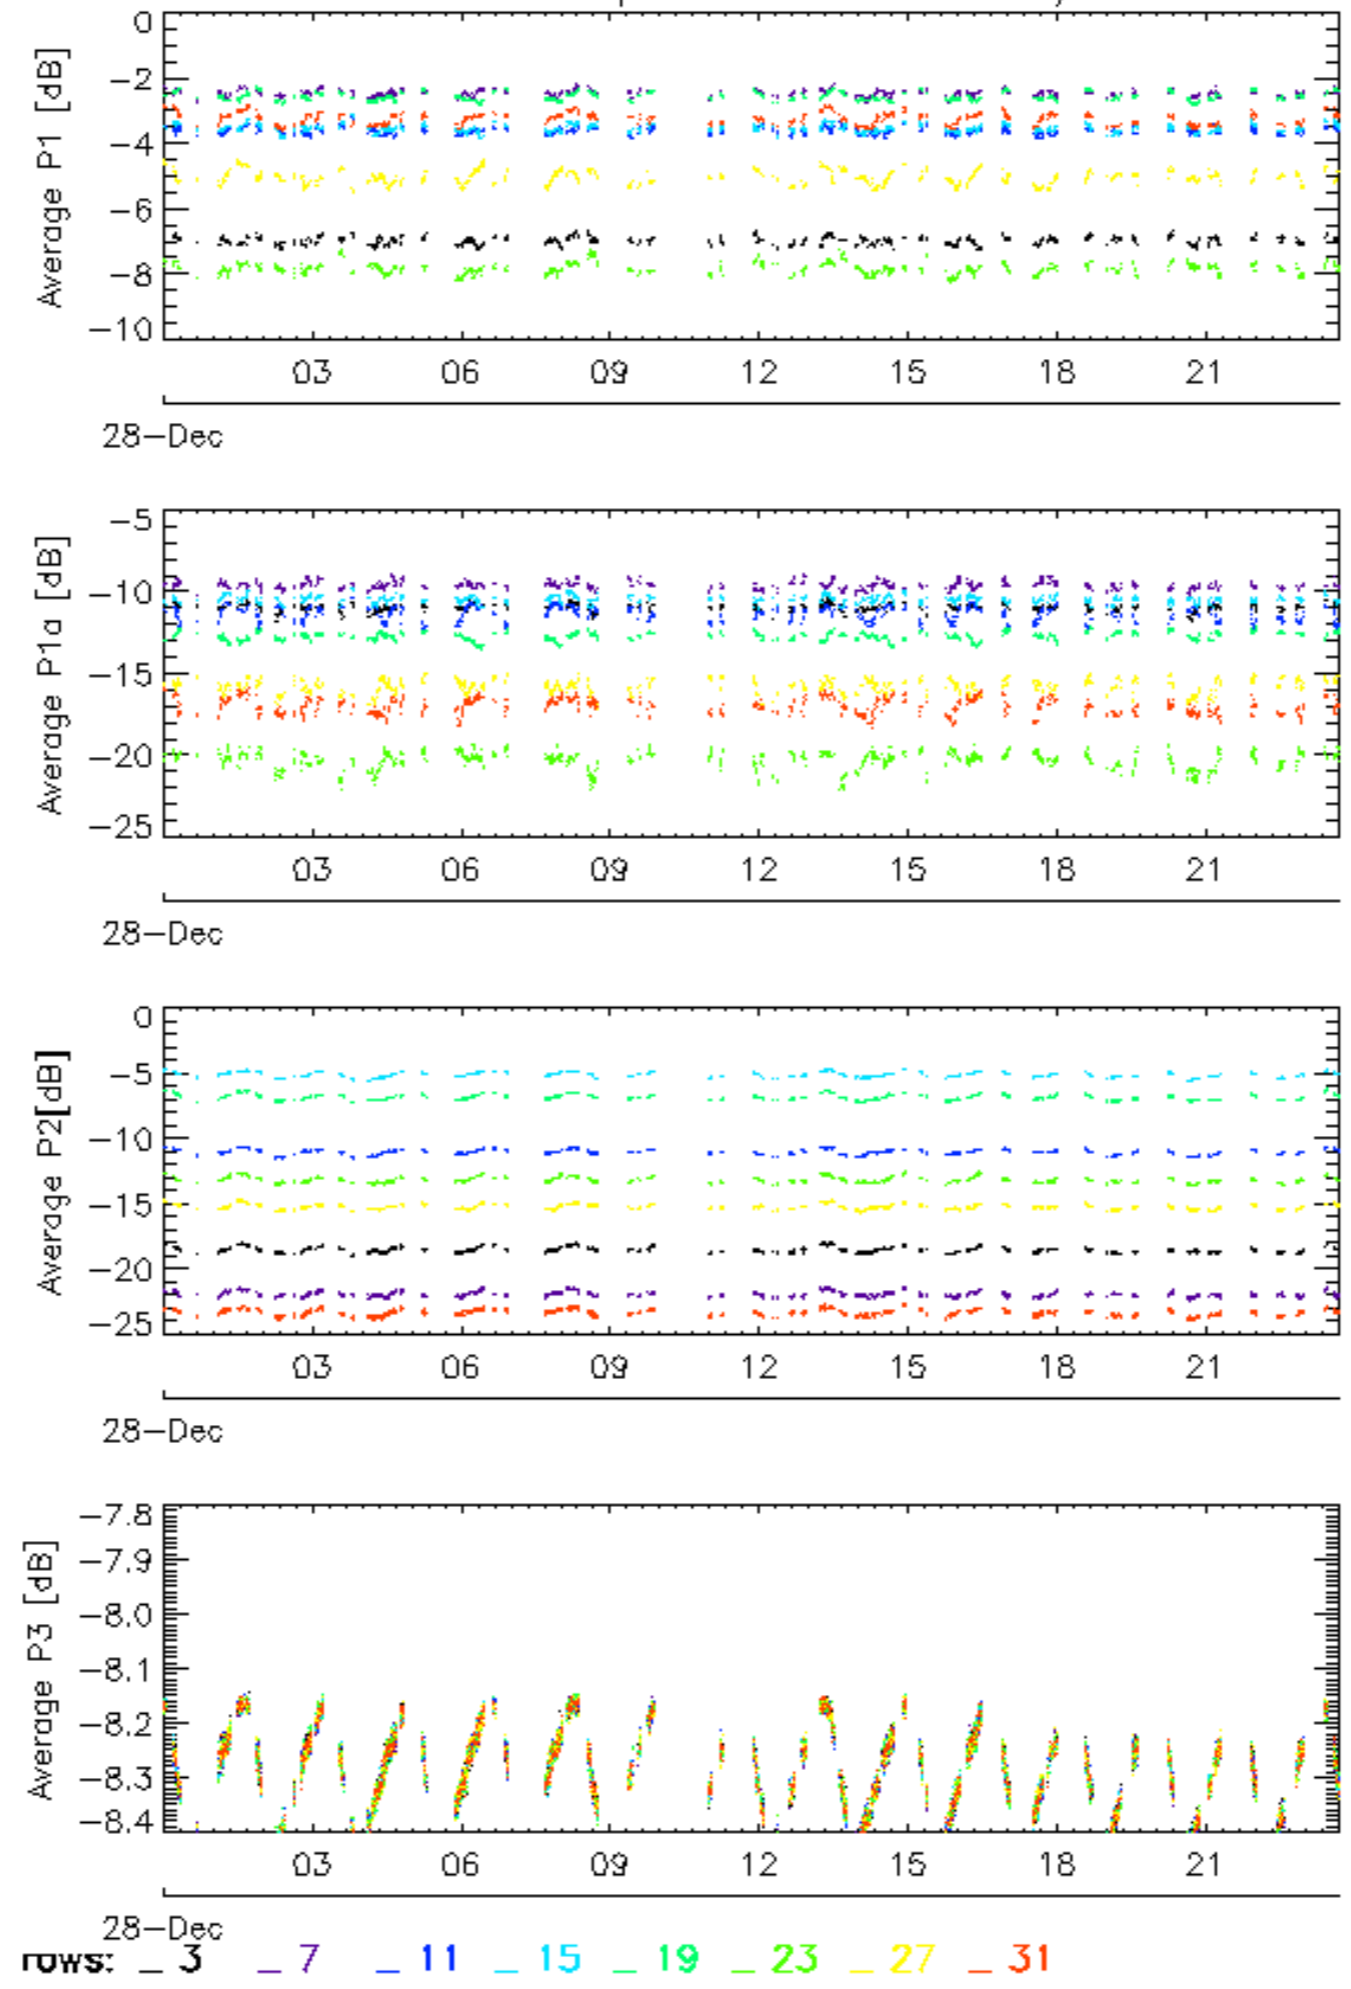 0
Average P1 [dB]
−2
−4
−6
−8
−10
03 06 09 12 15 18 21
28−Dec
−5
Average P1a [dB]
−10
−15
−20
−25
03 06 09 12 15 18 21
28−Dec
0
Average P2[dB]
−5
−10
−15
−20
−25
03 06 09 12 15 18 21
28−Dec
−7.8
Average P3 [dB]
−7.9
−8.0
−8.1
−8.2
−8.3
−8.4
03 06 09 12 15 18 21
28−Dec
rows: _ 3 _ 7 _ 11 _ 15 _ 19 _ 23 _ 27 _ 31